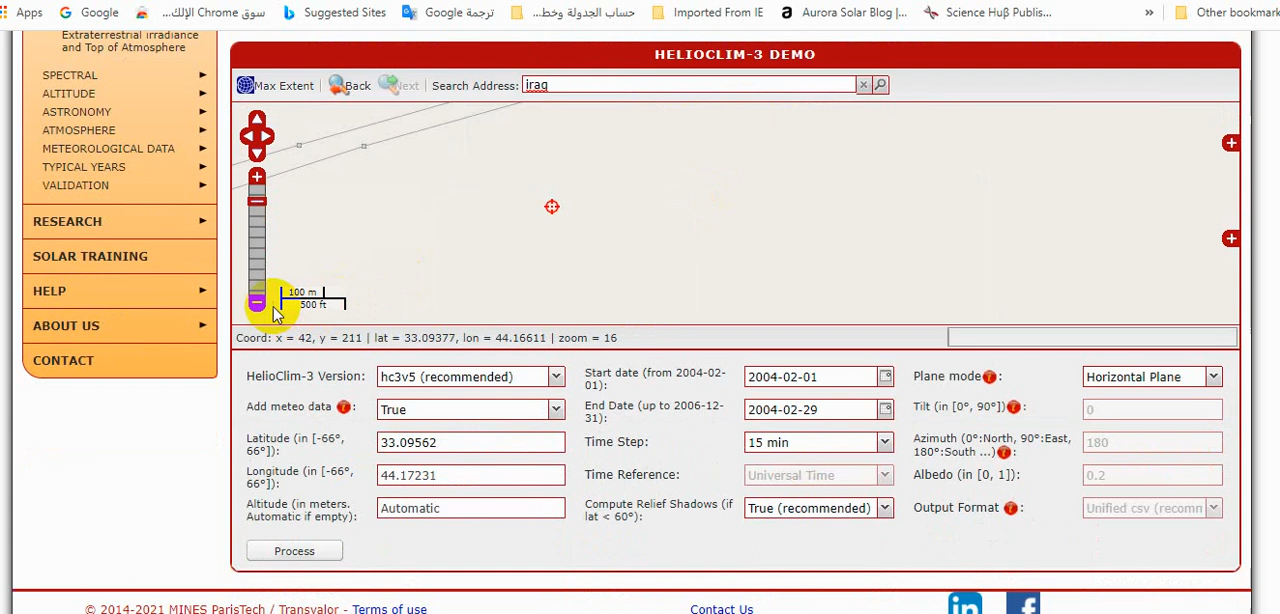 Apps
Google
سوق Chrome الإلك...
Suggested Sites
ترجمة Google
حساب الجدولة وخط...
Imported From IE
Aurora Solar Blog |...
Science Huβ Publis...
»
Other bookmark
Extraterrestrial irradiance
and Top of Atmosphere
SPECTRAL
ALTITUDE
ASTRONOMY
ATMOSPHERE
METEOROLOGICAL DATA
TYPICAL YEARS
VALIDATION
RESEARCH
SOLAR TRAINING
HELP
ABOUT US
CONTACT
HELIOCLIM-3 DEMO
Max Extent Back Next Search Address: iraq
100 m
500 ft
Coord: x = 42, y = 211 | lat = 33.09377, lon = 44.16611 | zoom = 16
HelioClim-3 Version: hc3v5 (recommended)
Add meteo data : True
Latitude (in [-66°,
66°]): 33.09562
Longitude (in [-66°,
66°]): 44.17231
Altitude (in meters.
Automatic if empty): Automatic
Process
Start date (from 2004-02-
01): 2004-02-01
End Date (up to 2006-12-
31): 2004-02-29
Time Step: 15 min
Time Reference: Universal Time
Compute Relief Shadows (if
lat < 60°): True (recommended)
Plane mode : Horizontal Plane
Tilt (in [0°, 90°]) : 0
Azimuth (0°:North, 90°:East,
180°:South ...) : 180
Albedo (in [0, 1]): 0.2
Output Format : Unified csv (recomn
© 2014-2021 MINES ParisTech / Transvalor - Terms of use
Contact Us
in
f